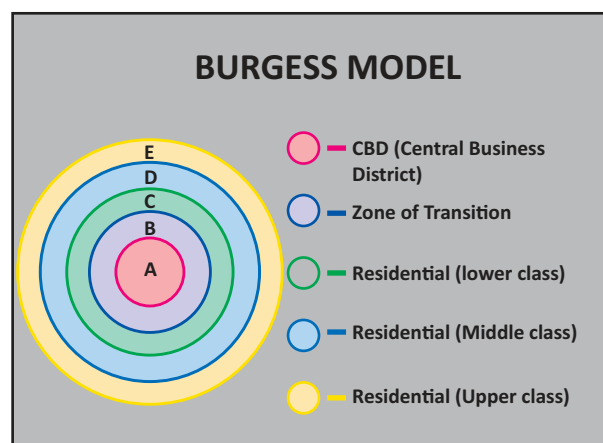 BURGESS MODEL
E
D
C
B
A
CBD (Central Business
District)
Zone of Transition
Residential (lower class)
Residential (Middle class)
Residential (Upper class)